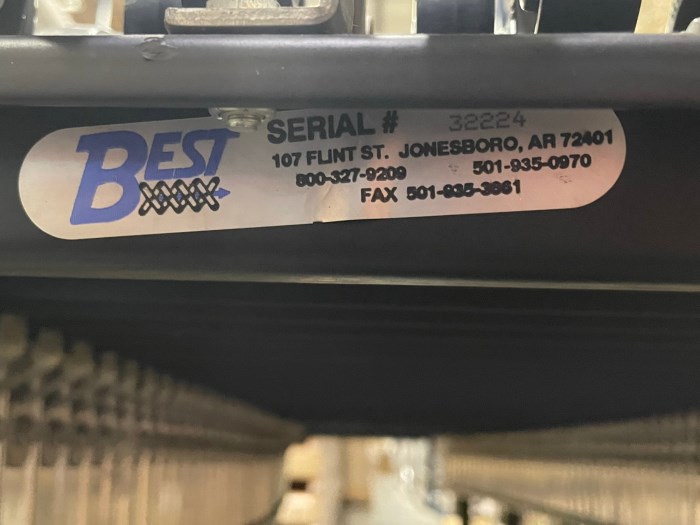 BEST
SERIAL # 32224
107 FLINT ST. JONESBORO, AR 72401
800-327-9209 501-935-0970
FAX 501-935-3661